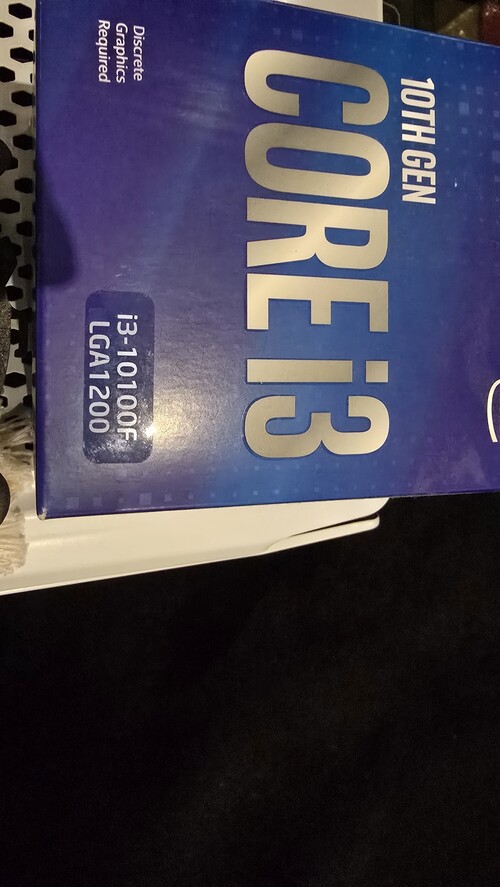 10TH GEN
CORE i3
i3-10100F
LGA1200
Discrete
Graphics
Required